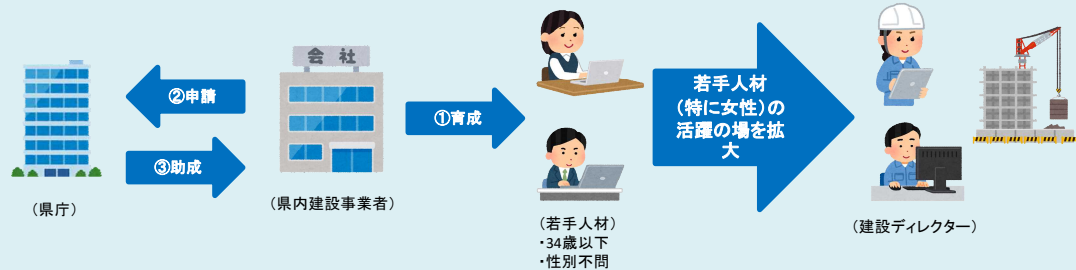 会社
②申請
③助成
（県庁）
（県内建設事業者）
①育成
（若手人材）
・34歳以下
・性別不問
若手人材
（特に女性）の
活躍の場を拡
大
（建設ディレクター）